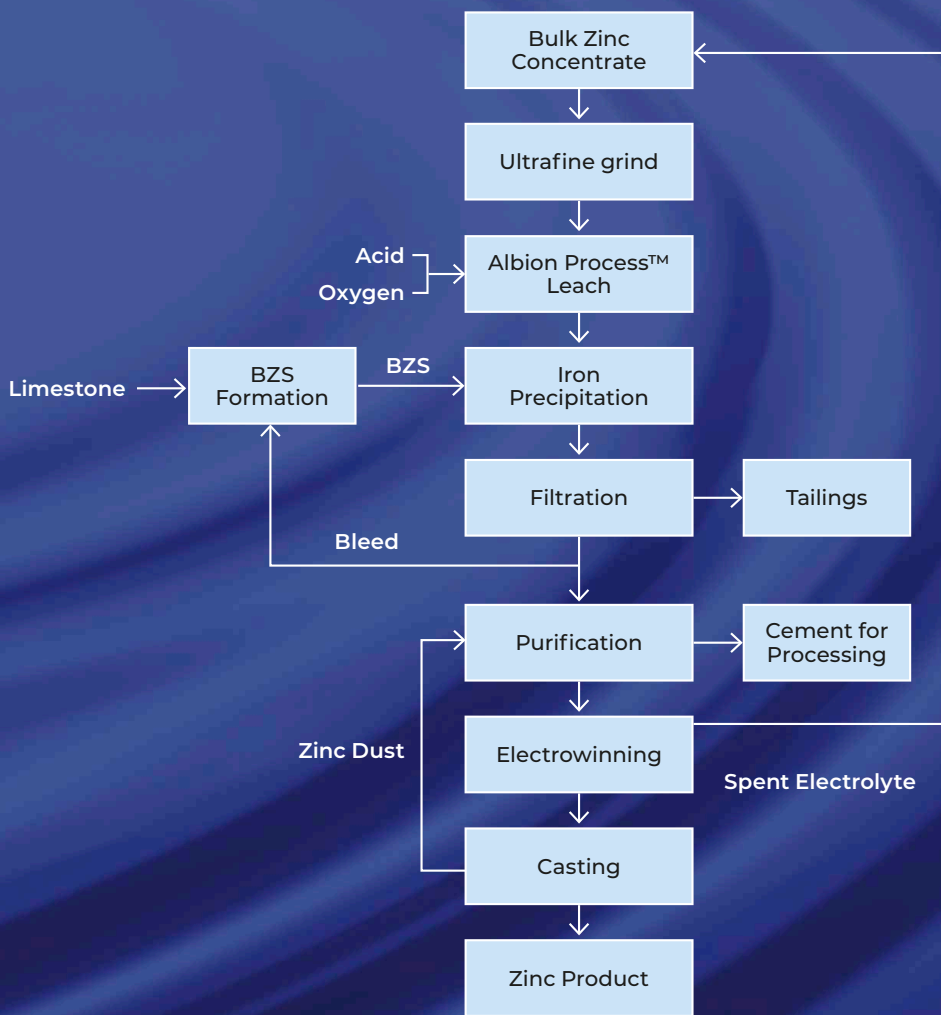 Bulk Zinc
Concentrate
Ultrafine grind
Acid
Oxygen
Albion Process™
Leach
Limestone
BZS
Formation
BZS
Iron
Precipitation
Filtration
Tailings
Bleed
Purification
Cement for
Processing
Zinc Dust
Electrowinning
Spent Electrolyte
Casting
Zinc Product